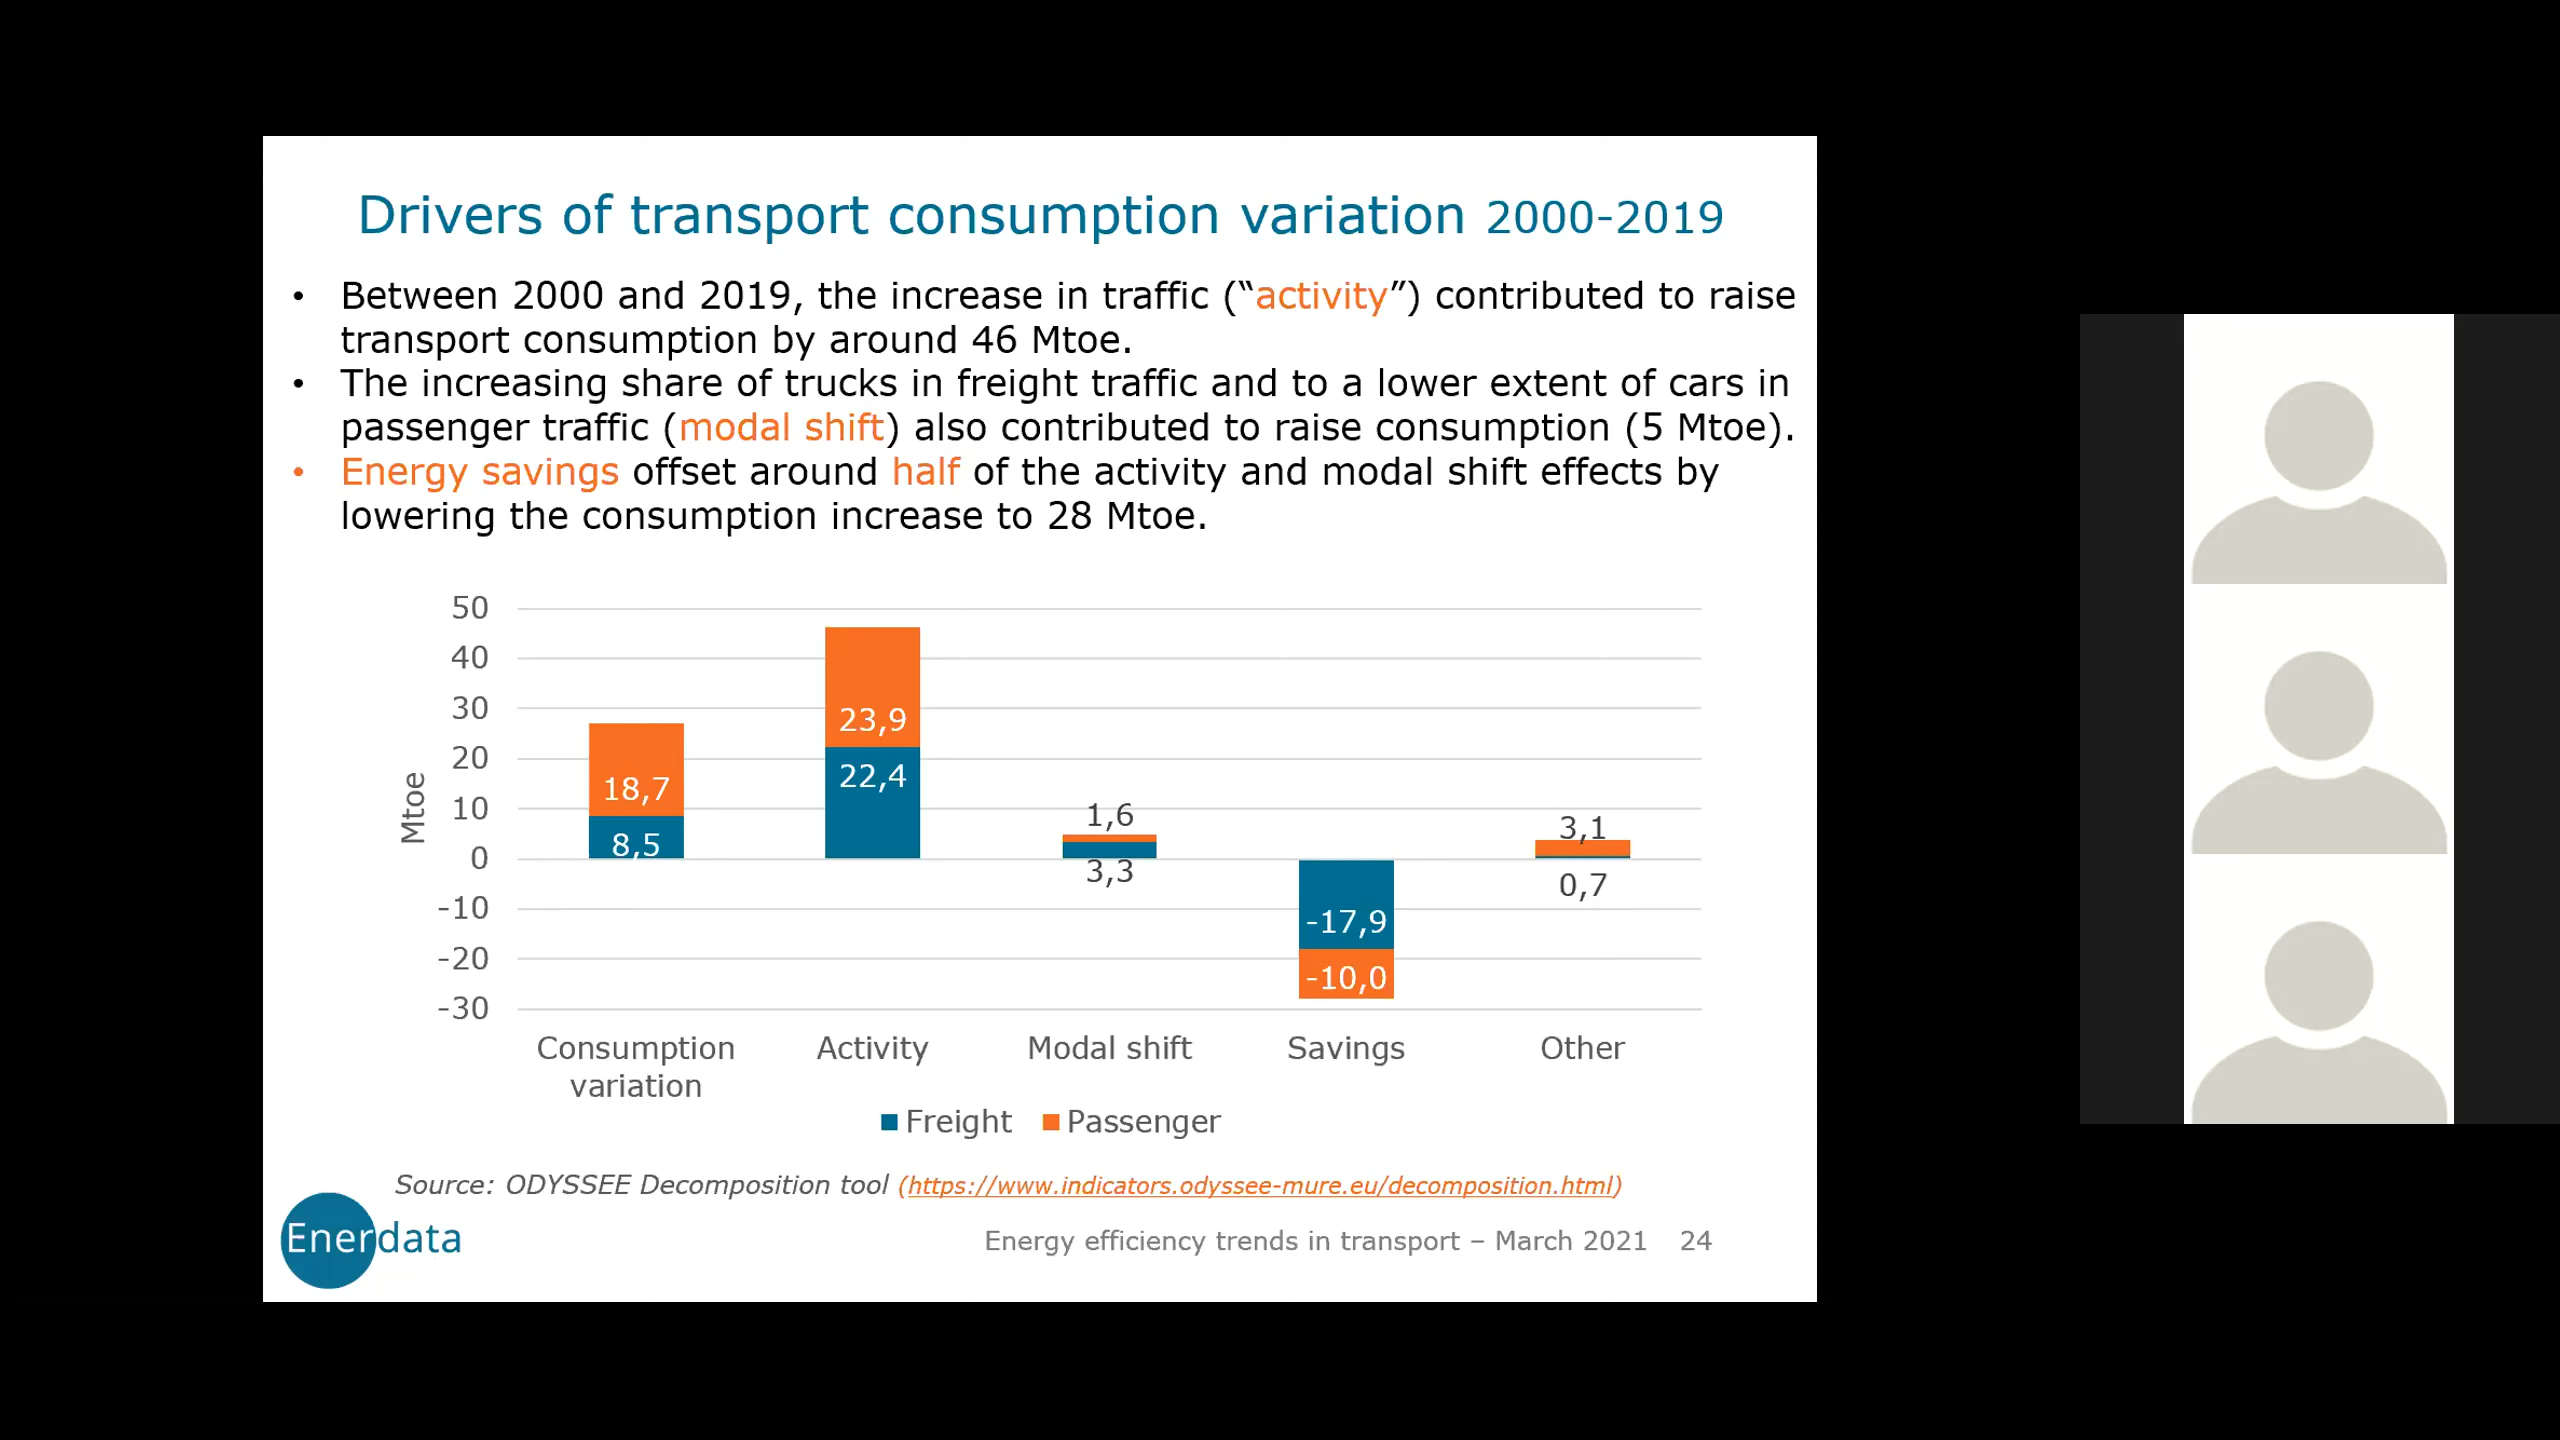 Drivers of transport consumption variation 2000-2019
• Between 2000 and 2019, the increase in traffic (“activity”) contributed to raise
transport consumption by around 46 Mtoe.
• The increasing share of trucks in freight traffic and to a lower extent of cars in
passenger traffic (modal shift) also contributed to raise consumption (5 Mtoe).
• Energy savings offset around half of the activity and modal shift effects by
lowering the consumption increase to 28 Mtoe.
50
40
30
20
10
0
-10
-20
-30
Mtoe
18,7
8,5
23,9
22,4
1,6
3,3
-17,9
-10,0
3,1
0,7
Consumption
variation
Activity
Modal shift
Savings
Other
Freight
Passenger
Source: ODYSSEE Decomposition tool (https://www.indicators.odyssee-mure.eu/decomposition.html)
Enerdata
Energy efficiency trends in transport – March 2021 24